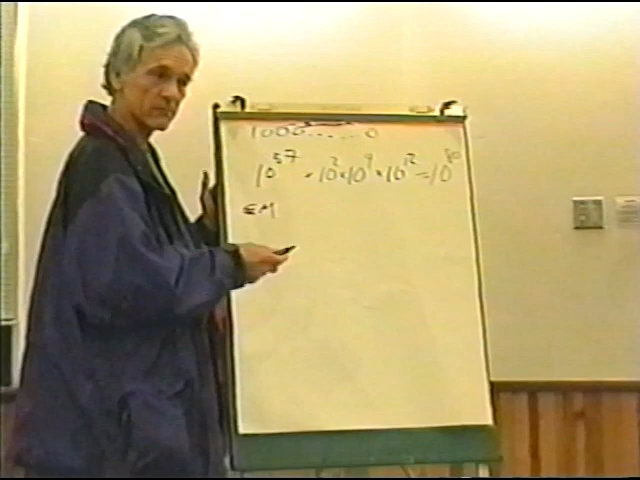 1000......0
10^57 • 10^2 • 10^9 • 10^12 = 10^80
EM